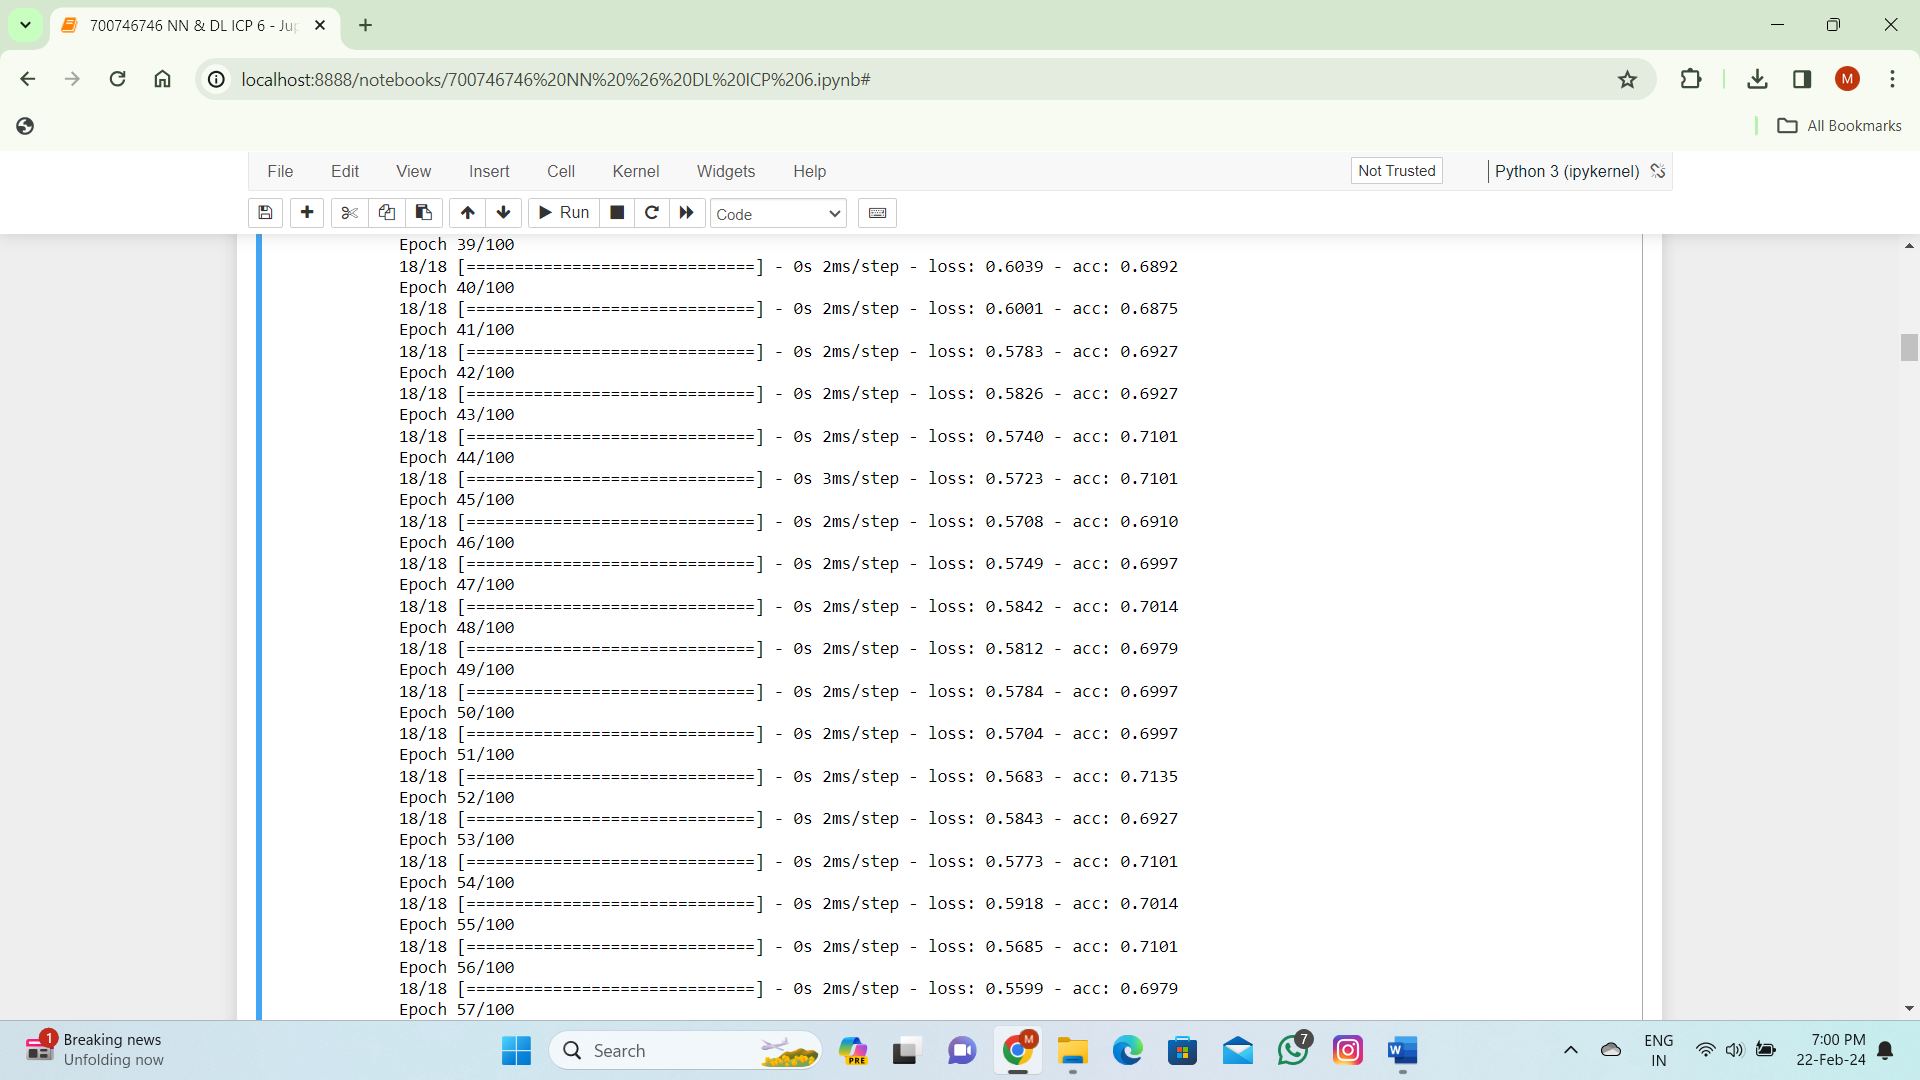 700746746 NN & DL ICP 6 - Jup
localhost:8888/notebooks/700746746%20NN%20%26%20DL%20ICP%206.ipynb#
M
All Bookmarks
File Edit View Insert Cell Kernel Widgets Help Not Trusted Python 3 (ipykernel)
Run Code
Epoch 39/100
18/18 [==============================] - 0s 2ms/step - loss: 0.6039 - acc: 0.6892
Epoch 40/100
18/18 [==============================] - 0s 2ms/step - loss: 0.6001 - acc: 0.6875
Epoch 41/100
18/18 [==============================] - 0s 2ms/step - loss: 0.5783 - acc: 0.6927
Epoch 42/100
18/18 [==============================] - 0s 2ms/step - loss: 0.5826 - acc: 0.6927
Epoch 43/100
18/18 [==============================] - 0s 2ms/step - loss: 0.5740 - acc: 0.7101
Epoch 44/100
18/18 [==============================] - 0s 3ms/step - loss: 0.5723 - acc: 0.7101
Epoch 45/100
18/18 [==============================] - 0s 2ms/step - loss: 0.5708 - acc: 0.6910
Epoch 46/100
18/18 [==============================] - 0s 2ms/step - loss: 0.5749 - acc: 0.6997
Epoch 47/100
18/18 [==============================] - 0s 2ms/step - loss: 0.5842 - acc: 0.7014
Epoch 48/100
18/18 [==============================] - 0s 2ms/step - loss: 0.5812 - acc: 0.6979
Epoch 49/100
18/18 [==============================] - 0s 2ms/step - loss: 0.5784 - acc: 0.6997
Epoch 50/100
18/18 [==============================] - 0s 2ms/step - loss: 0.5704 - acc: 0.6997
Epoch 51/100
18/18 [==============================] - 0s 2ms/step - loss: 0.5683 - acc: 0.7135
Epoch 52/100
18/18 [==============================] - 0s 2ms/step - loss: 0.5843 - acc: 0.6927
Epoch 53/100
18/18 [==============================] - 0s 2ms/step - loss: 0.5773 - acc: 0.7101
Epoch 54/100
18/18 [==============================] - 0s 2ms/step - loss: 0.5918 - acc: 0.7014
Epoch 55/100
18/18 [==============================] - 0s 2ms/step - loss: 0.5685 - acc: 0.7101
Epoch 56/100
18/18 [==============================] - 0s 2ms/step - loss: 0.5599 - acc: 0.6979
Epoch 57/100
1 Breaking news
Unfolding now
Search
PRE
M
7
W
ENG
IN
7:00 PM
22-Feb-24